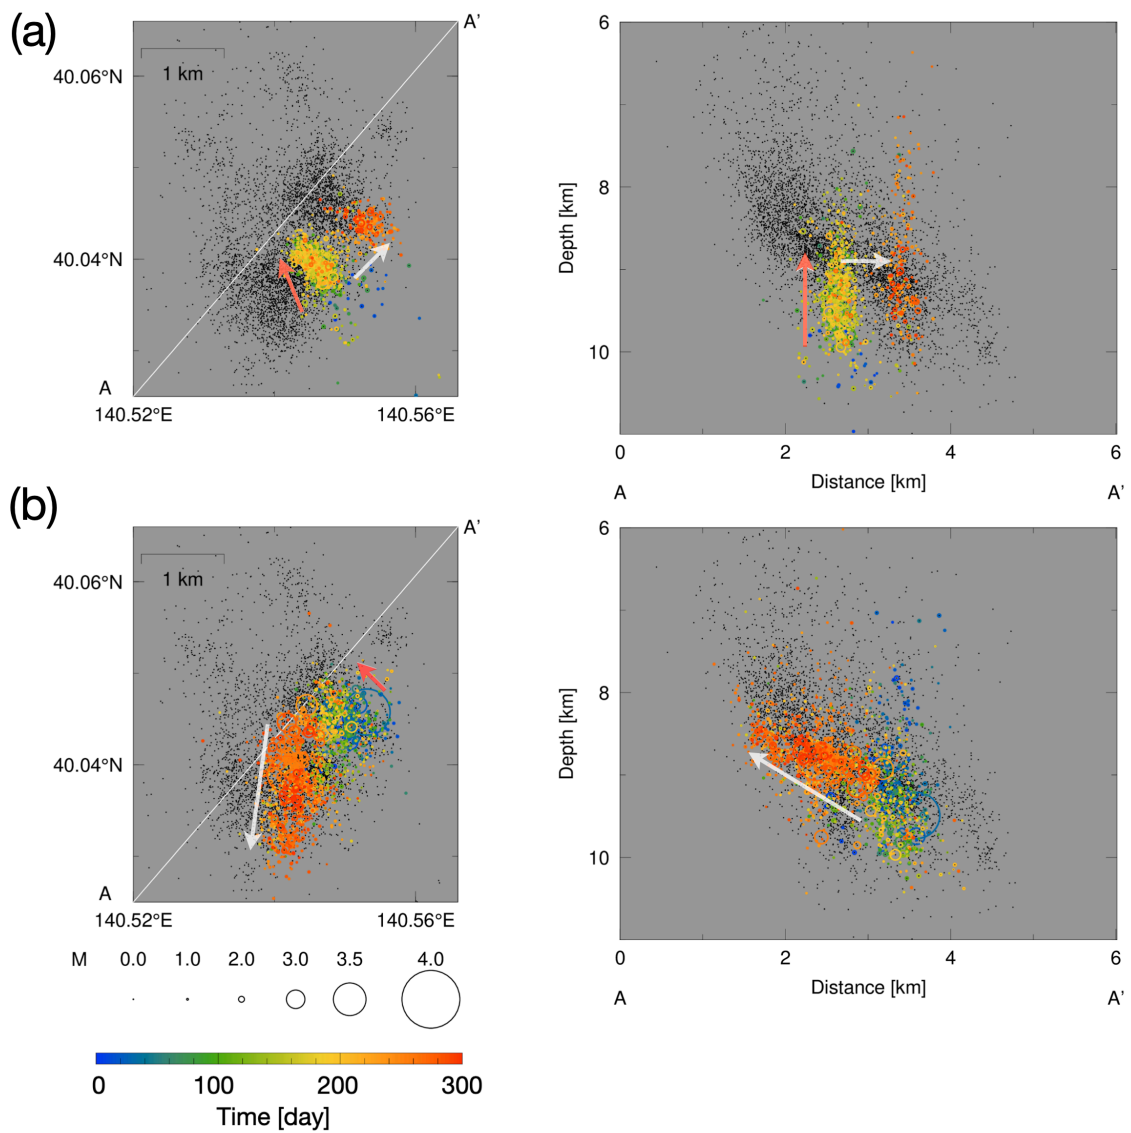 (a)
A'
40.06°N
1 km
40.04°N
A
140.52°E 140.56°E
6
8
10
Depth [km]
0 2 4 6
Distance [km]
A A'
(b)
A'
40.06°N
1 km
40.04°N
A
140.52°E 140.56°E
6
8
10
Depth [km]
0 2 4 6
Distance [km]
A A'
M 0.0 1.0 2.0 3.0 3.5 4.0
0 100 200 300
Time [day]